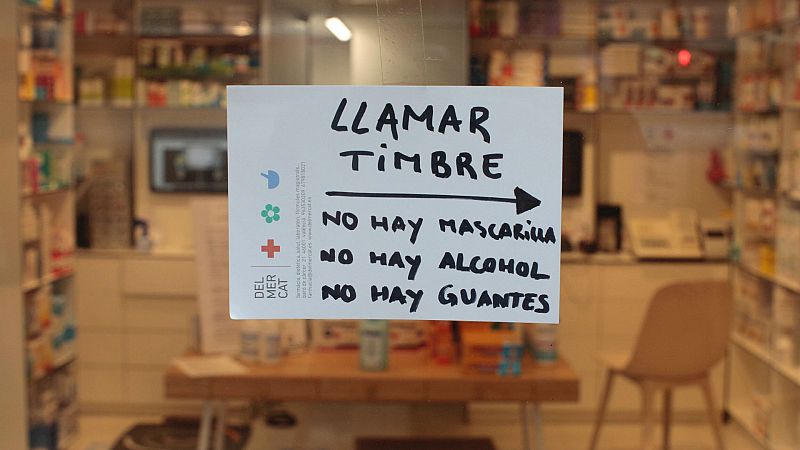 LLAMAR
TIMBRE
NO HAY MASCARILLA
NO HAY ALCOHOL
NO HAY GUANTES
DEL
MER
CAT